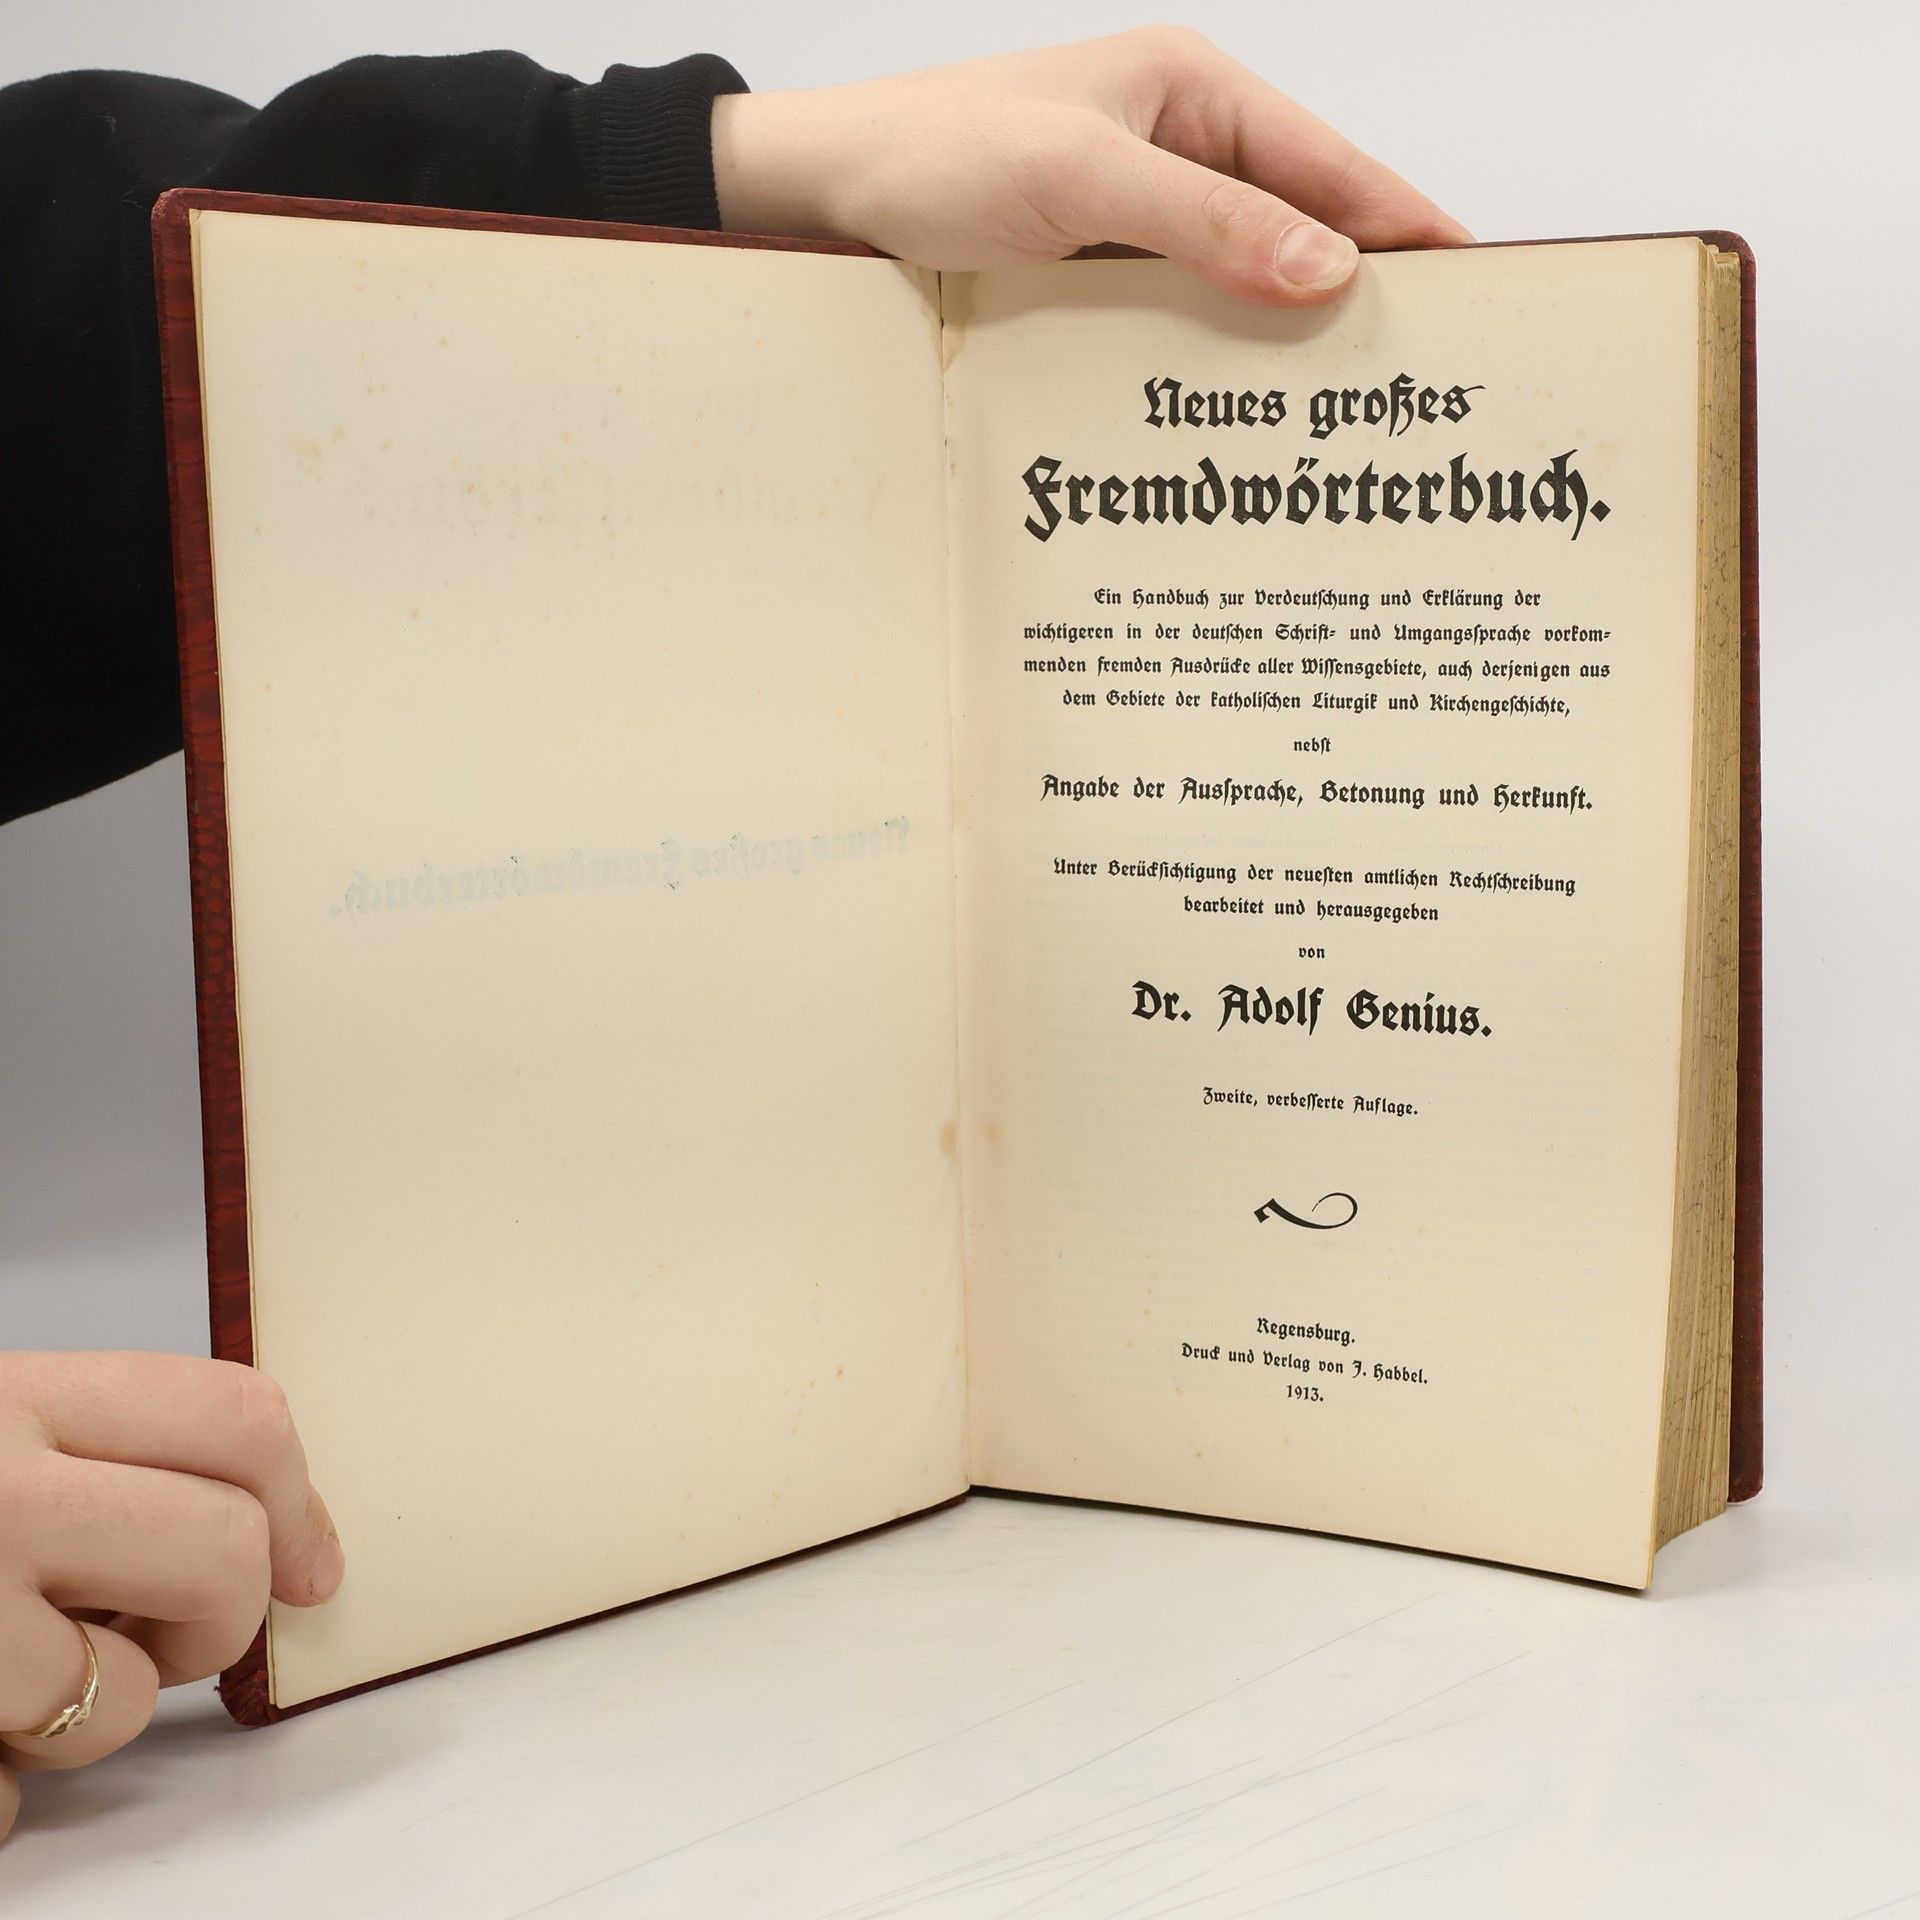 Neues großes Fremdwörterbuch.
Neues großes
Fremdwörterbuch.
Ein Handbuch zur Verdeutſchung und Erklärung der
wichtigeren in der deutſchen Schrift- und Umgangsſprache vorkom-
menden fremden Ausdrücke aller Wiſſensgebiete, auch derjenigen aus
dem Gebiete der katholiſchen Liturgik und Kirchengeſchichte,
nebſt
Angabe der Ausſprache, Betonung und Herkunft.
Unter Berückſichtigung der neueſten amtlichen Rechtſchreibung
bearbeitet und herausgegeben
von
Dr. Adolf Genius.
Zweite, verbeſſerte Auflage.
Regensburg.
Druck und Verlag von J. Habbel.
1913.